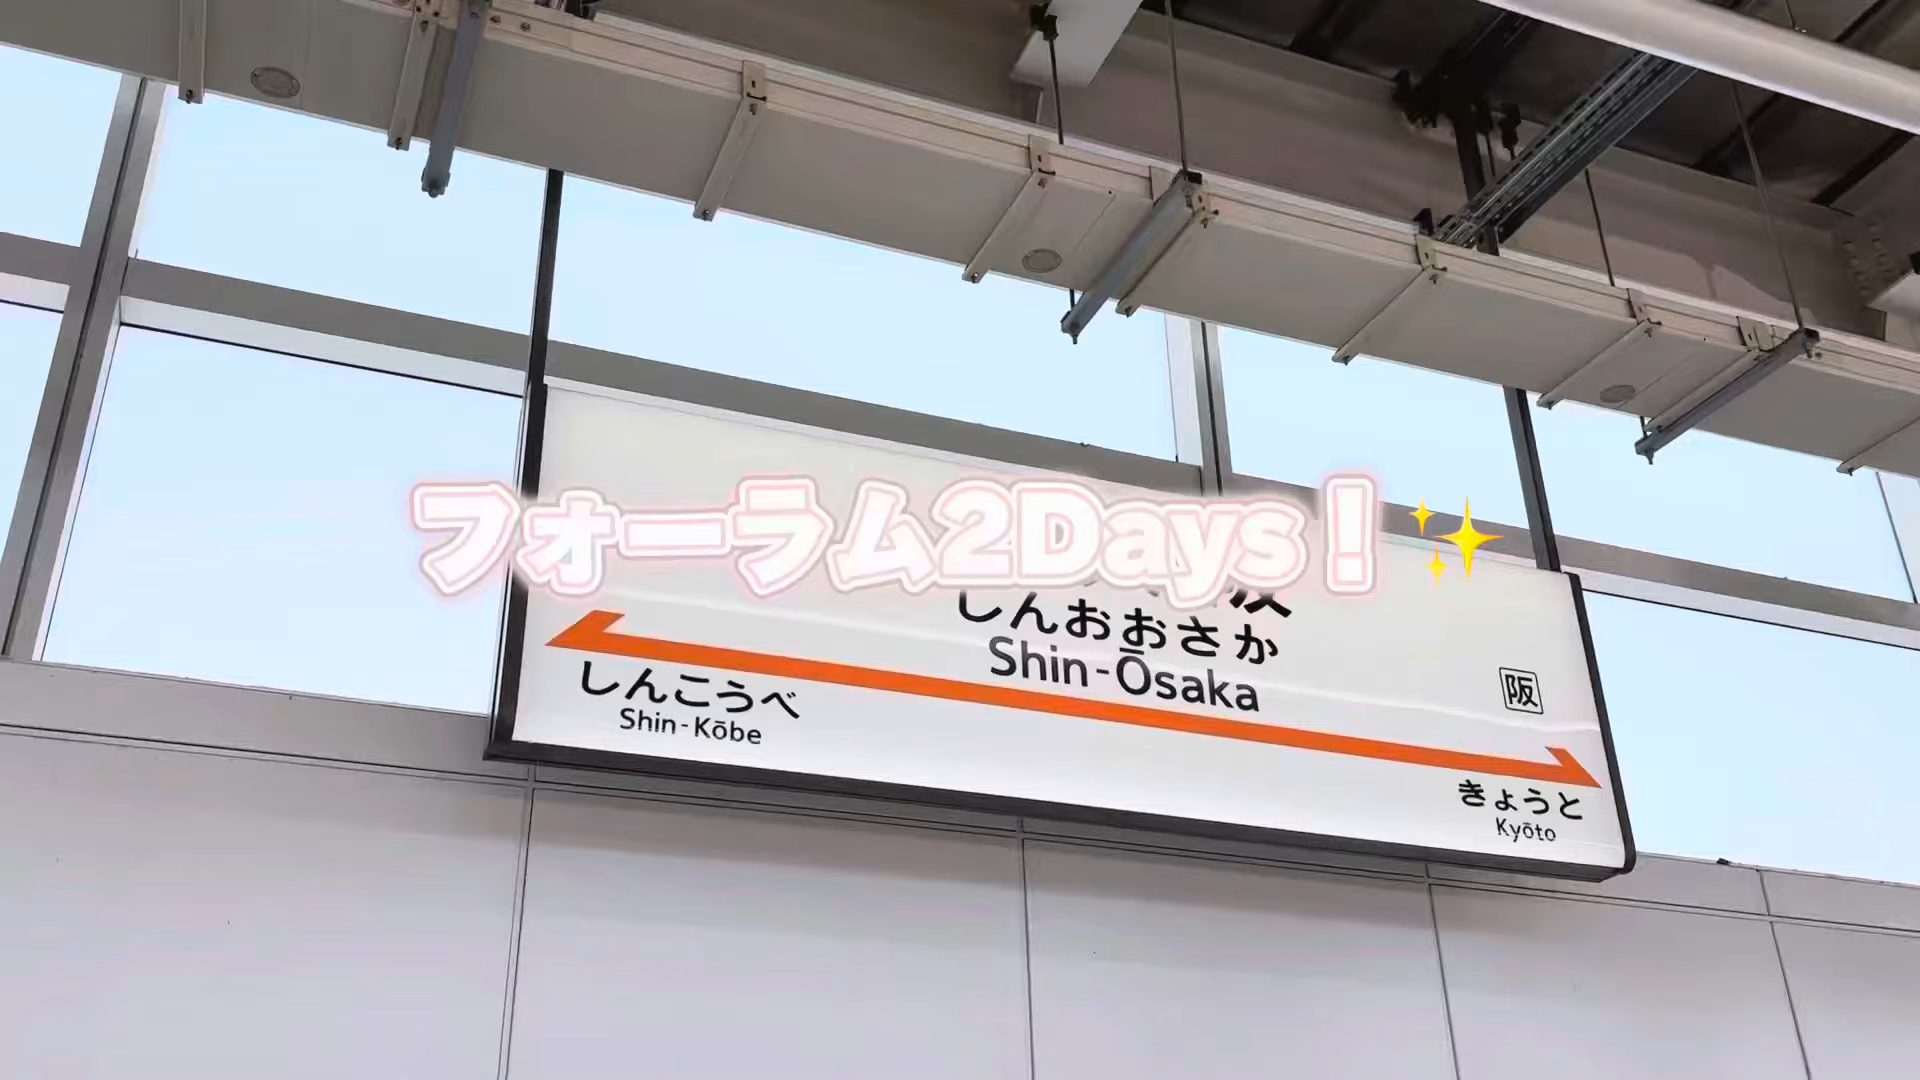 フォーラム2Days！✨
しんおおさか
Shin-Ōsaka
阪
しんこうべ
Shin-Kōbe
きょうと
Kyōto